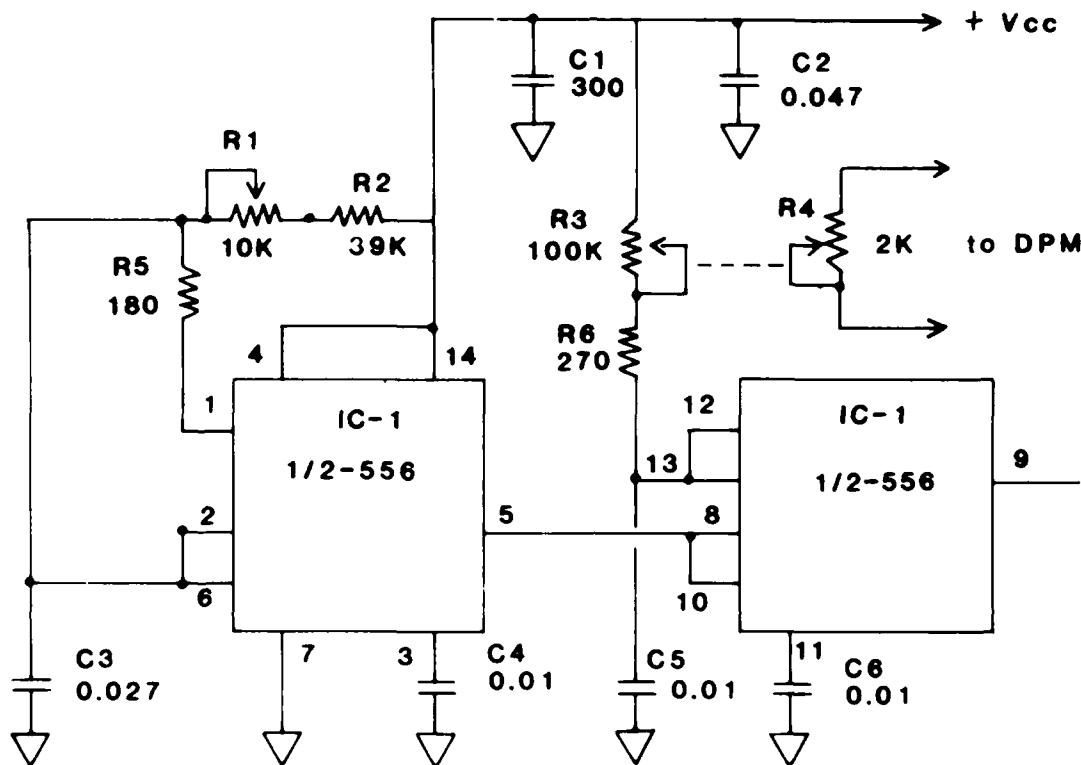 + Vcc
C1
300
C2
0.047
R1
R2
10K
39K
R3
100K
R4
2K
to DPM
R5
180
R6
270
4
14
1
IC-1
1/2-556
2
6
5
7
3
12
13
IC-1
1/2-556
9
8
10
11
C3
0.027
C4
0.01
C5
0.01
C6
0.01